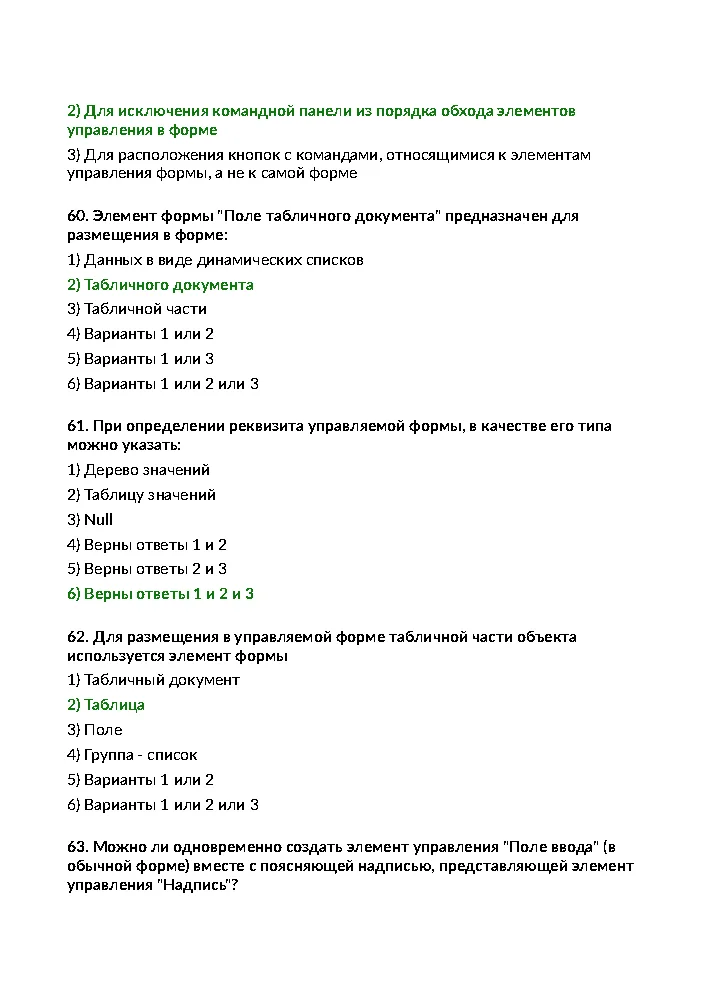 2) Для исключения командной панели из порядка обхода элементов
управления в форме
3) Для расположения кнопок с командами, относящимися к элементам
управления формы, а не к самой форме
60. Элемент формы "Поле табличного документа" предназначен для
размещения в форме:
1) Данных в виде динамических списков
2) Табличного документа
3) Табличной части
4) Варианты 1 или 2
5) Варианты 1 или 3
6) Варианты 1 или 2 или 3
61. При определении реквизита управляемой формы, в качестве его типа
можно указать:
1) Дерево значений
2) Таблицу значений
3) Null
4) Верны ответы 1 и 2
5) Верны ответы 2 и 3
6) Верны ответы 1 и 2 и 3
62. Для размещения в управляемой форме табличной части объекта
используется элемент формы
1) Табличный документ
2) Таблица
3) Поле
4) Группа - список
5) Варианты 1 или 2
6) Варианты 1 или 2 или 3
63. Можно ли одновременно создать элемент управления "Поле ввода" (в
обычной форме) вместе с поясняющей надписью, представляющей элемент
управления "Надпись"?